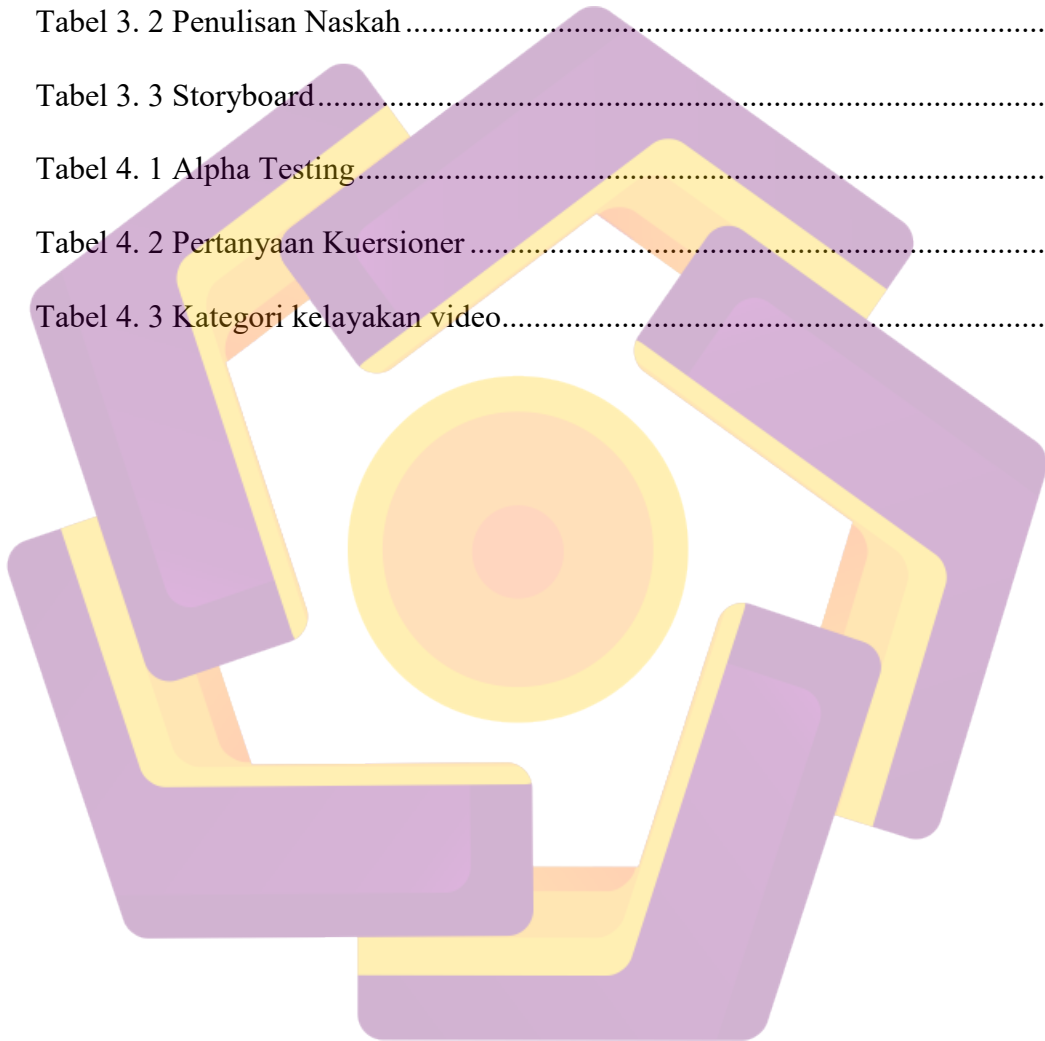 Tabel 3. 2 Penulisan Naskah ................................................................................
Tabel 3. 3 Storyboard...........................................................................................
Tabel 4. 1 Alpha Testing......................................................................................
Tabel 4. 2 Pertanyaan Kuersioner ........................................................................
Tabel 4. 3 Kategori kelayakan video....................................................................